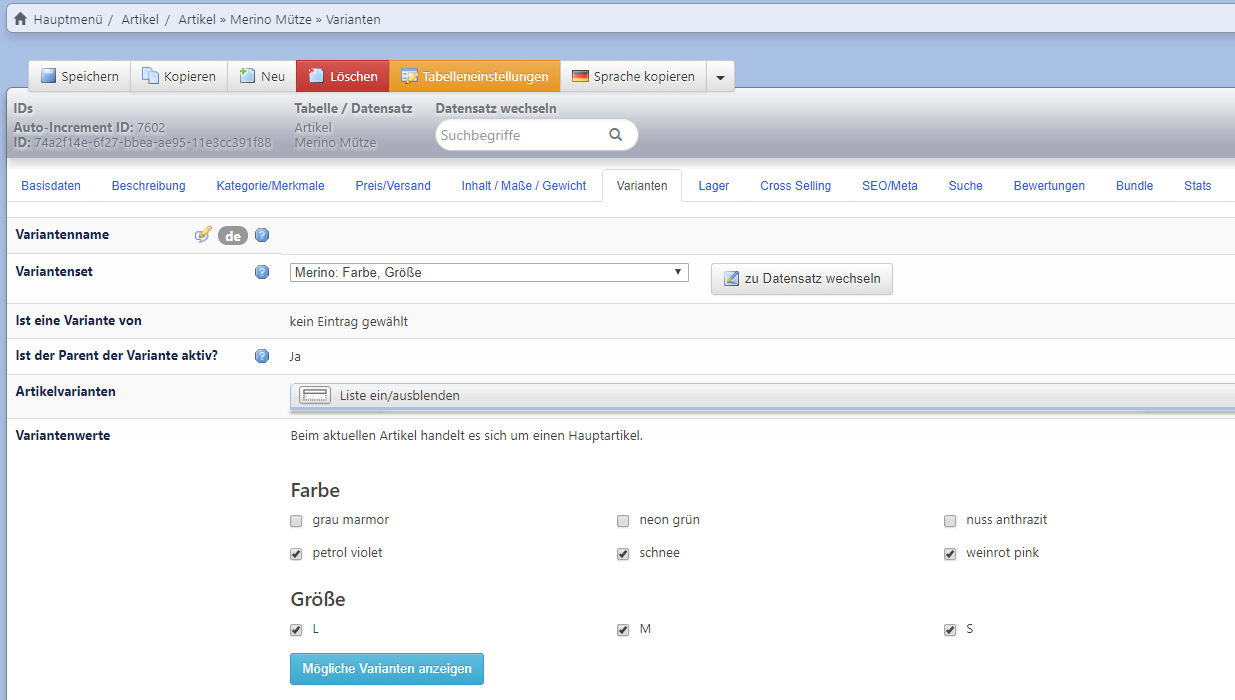 Hauptmenü / Artikel / Artikel » Merino Mütze » Varianten
Speichern Kopieren Neu Löschen Tabelleneinstellungen Sprache kopieren
IDs Tabelle / Datensatz Datensatz wechseln
Auto-Increment ID: 7602 Artikel Suchbegriffe
ID: 74a2f14e-6f27-bbea-ae95-11e3cc391f88 Merino Mütze
Basisdaten Beschreibung Kategorie/Merkmale Preis/Versand Inhalt / Maße / Gewicht Varianten Lager Cross Selling SEO/Meta Suche Bewertungen Bundle Stats
Variantenname de ?
Variantenset ? Merino: Farbe, Größe zu Datensatz wechseln
Ist eine Variante von kein Eintrag gewählt
Ist der Parent der Variante aktiv? ? Ja
Artikelvarianten Liste ein/ausblenden
Variantenwerte Beim aktuellen Artikel handelt es sich um einen Hauptartikel.
Farbe
grau marmor neon grün nuss anthrazit
petrol violet schnee weinrot pink
Größe
L M S
Mögliche Varianten anzeigen